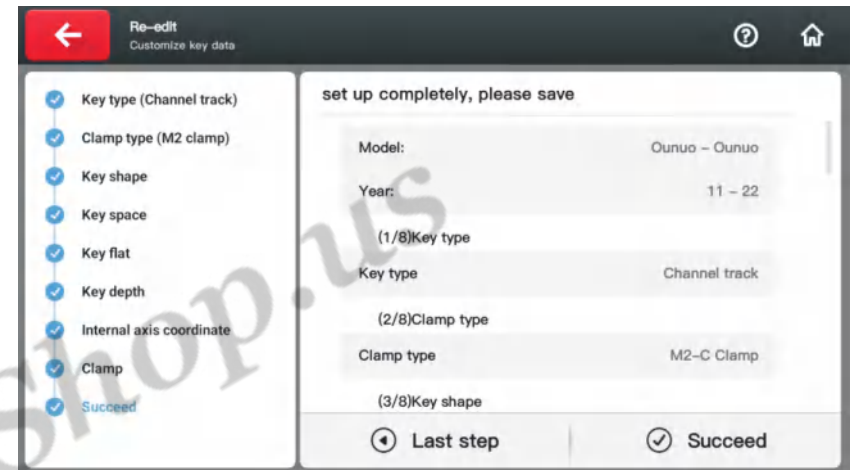 Re-edit
Customize key data
Key type (Channel track)
Clamp type (M2 clamp)
Key shape
Key space
Key flat
Key depth
Internal axis coordinate
Clamp
Succeed
set up completely, please save
Model: Ounuo - Ounuo
Year: 11 - 22
(1/8)Key type
Key type Channel track
(2/8)Clamp type
Clamp type M2-C Clamp
(3/8)Key shape
Last step
Succeed
shop.us